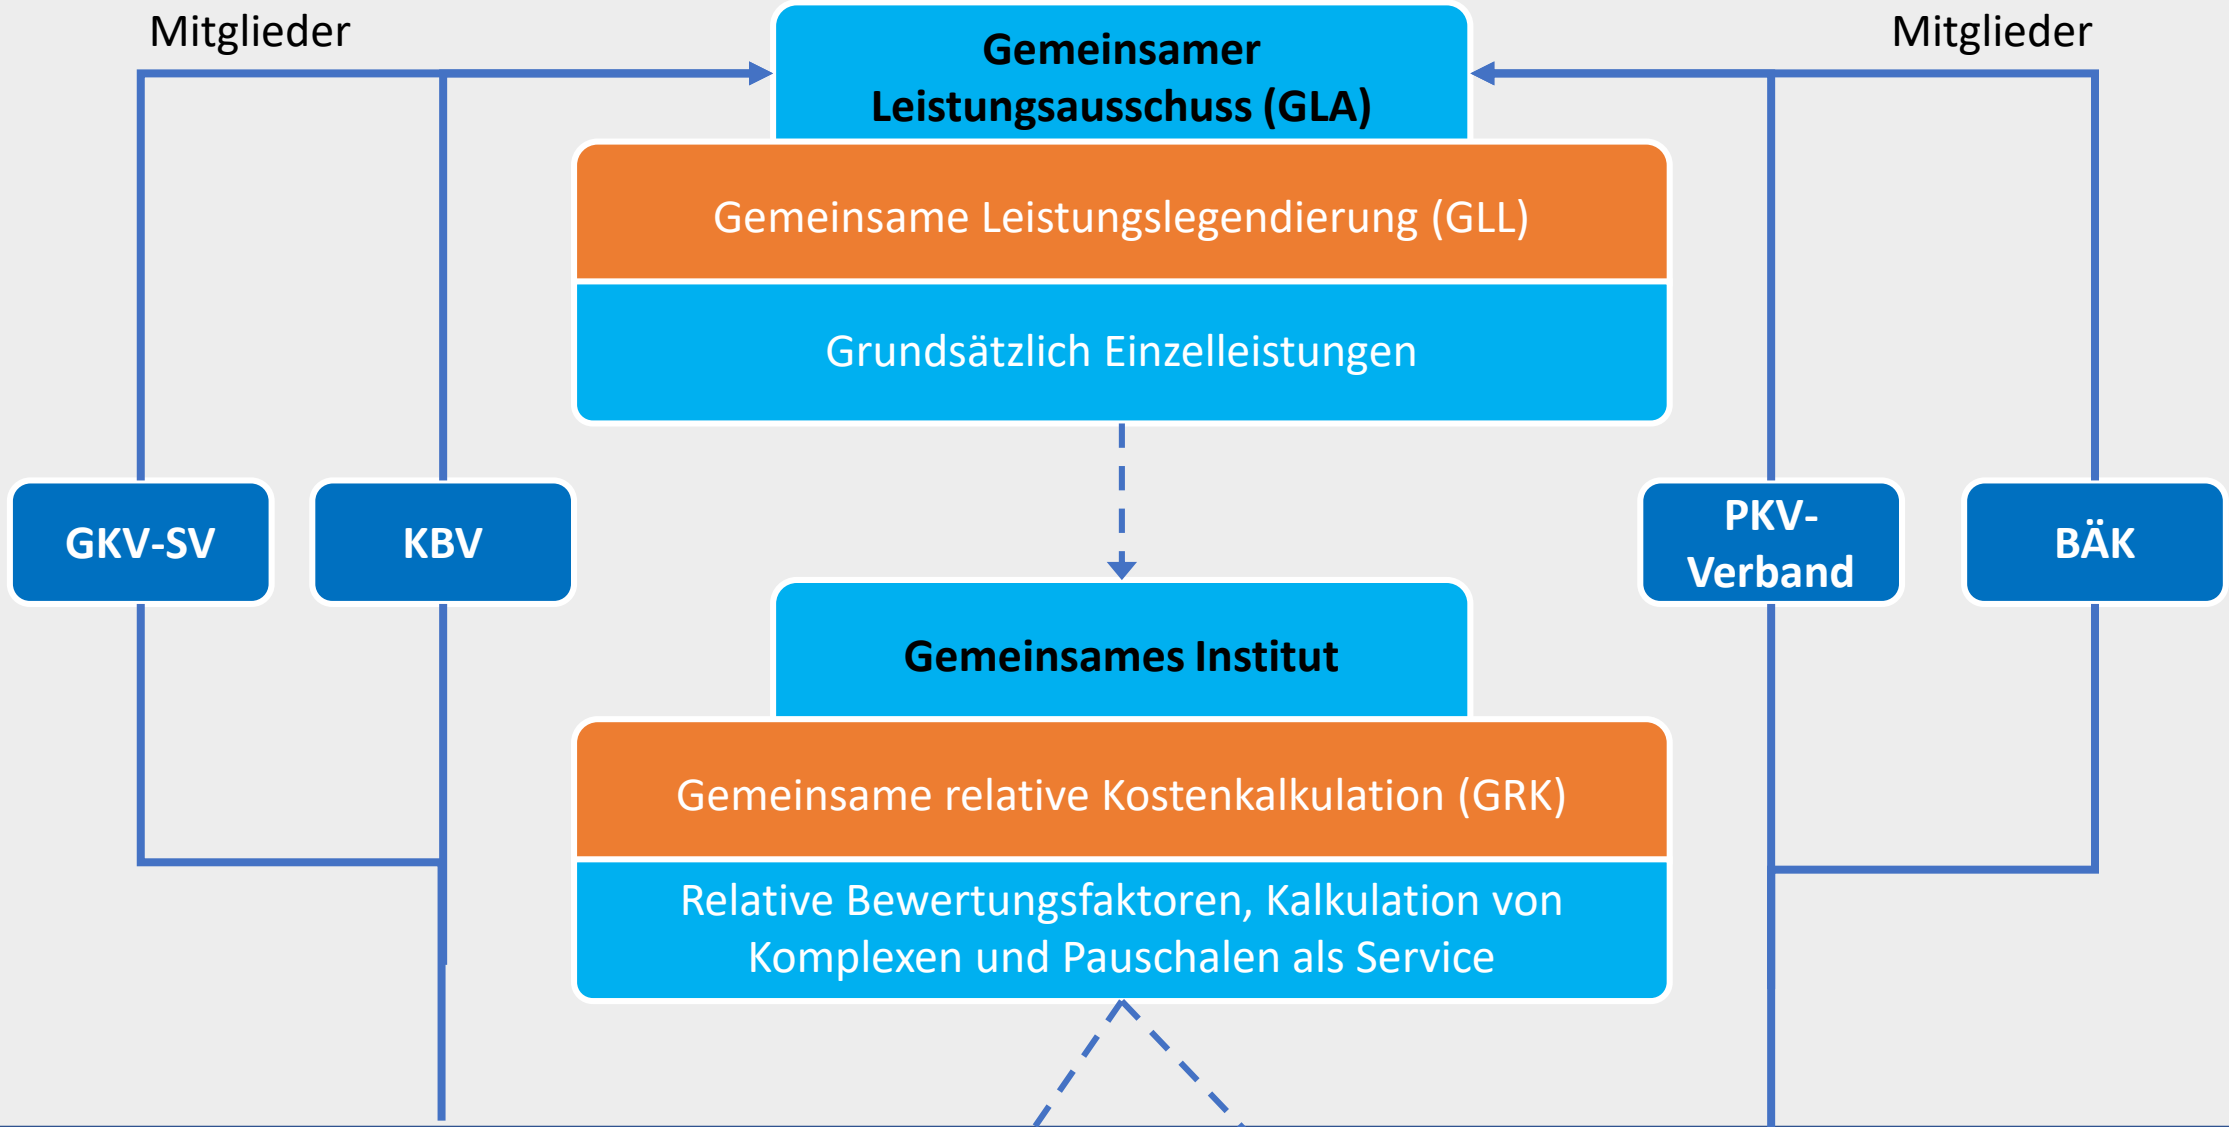 Mitglieder
Mitglieder
Gemeinsamer
Leistungsausschuss (GLA)
Gemeinsame Leistungslegendierung (GLL)
Grundsätzlich Einzelleistungen
GKV-SV
KBV
PKV-
Verband
BÄK
Gemeinsames Institut
Gemeinsame relative Kostenkalkulation (GRK)
Relative Bewertungsfaktoren, Kalkulation von
Komplexen und Pauschalen als Service